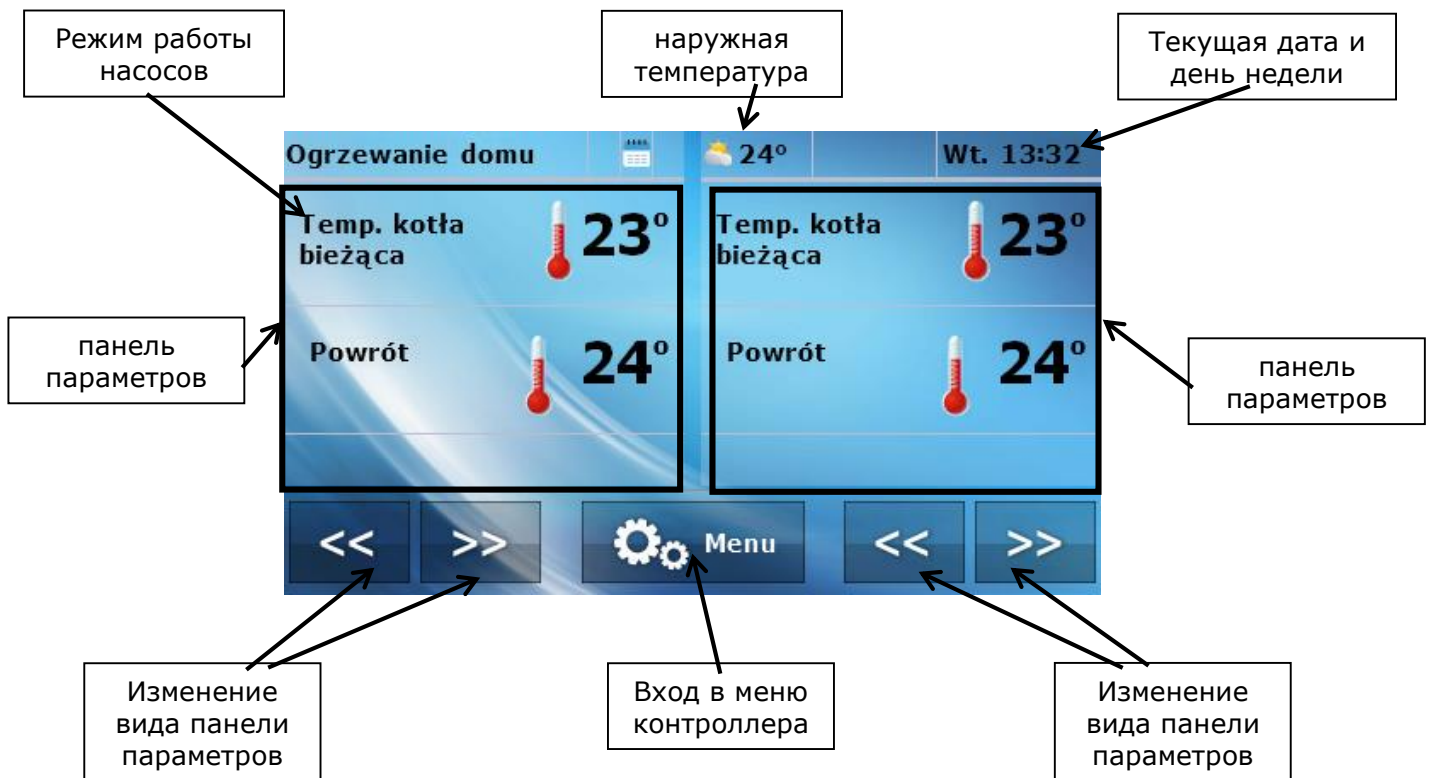 Режим работы
насосов
наружная
температура
Текущая дата и
день недели
Ogrzewanie domu
24°
Wt. 13:32
Temp. kotła
bieżąca
23°
Temp. kotła
bieżąca
23°
панель
параметров
Powrót
24°
Powrót
24°
панель
параметров
<<
>>
Menu
<<
>>
Изменение
вида панели
параметров
Вход в меню
контроллера
Изменение
вида панели
параметров